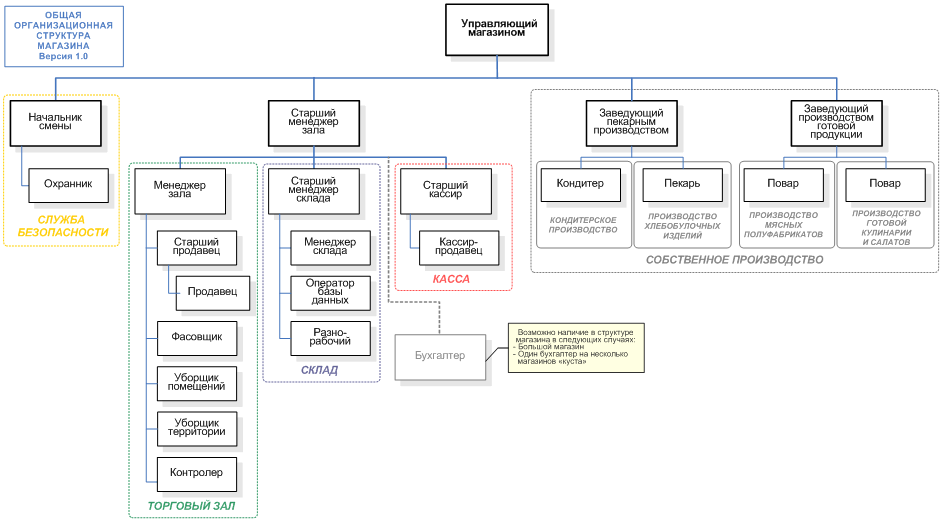 ОБЩАЯ
ОРГАНИЗАЦИОННАЯ
СТРУКТУРА
МАГАЗИНА
Версия 1.0
Управляющий
магазином
Начальник
смены
Охранник
СЛУЖБА
БЕЗОПАСНОСТИ
Старший
менеджер
зала
Менеджер
зала
Старший
продавец
Продавец
Фасовщик
Уборщик
помещений
Уборщик
территории
Контролер
ТОРГОВЫЙ ЗАЛ
Старший
менеджер
склада
Менеджер
склада
Оператор
базы
данных
Разно-
рабочий
СКЛАД
Старший
кассир
Кассир-
продавец
КАССА
Бухгалтер
Возможно наличие в структуре
магазина в следующих случаях:
- Большой магазин
- Один бухгалтер на несколько
магазинов «куста»
Заведующий
пекарным
производством
Кондитер
КОНДИТЕРСКОЕ
ПРОИЗВОДСТВО
Пекарь
ПРОИЗВОДСТВО
ХЛЕБОБУЛОЧНЫХ
ИЗДЕЛИЙ
Заведующий
производством
готовой
продукции
Повар
ПРОИЗВОДСТВО
МЯСНЫХ
ПОЛУФАБРИКАТОВ
Повар
ПРОИЗВОДСТВО
ГОТОВОЙ
КУЛИНАРИИ
И САЛАТОВ
СОБСТВЕННОЕ ПРОИЗВОДСТВО